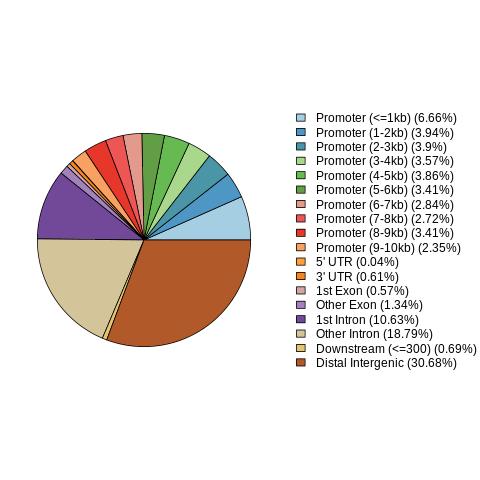 Promoter (<=1kb) (6.66%)
Promoter (1-2kb) (3.94%)
Promoter (2-3kb) (3.9%)
Promoter (3-4kb) (3.57%)
Promoter (4-5kb) (3.86%)
Promoter (5-6kb) (3.41%)
Promoter (6-7kb) (2.84%)
Promoter (7-8kb) (2.72%)
Promoter (8-9kb) (3.41%)
Promoter (9-10kb) (2.35%)
5' UTR (0.04%)
3' UTR (0.61%)
1st Exon (0.57%)
Other Exon (1.34%)
1st Intron (10.63%)
Other Intron (18.79%)
Downstream (<=300) (0.69%)
Distal Intergenic (30.68%)